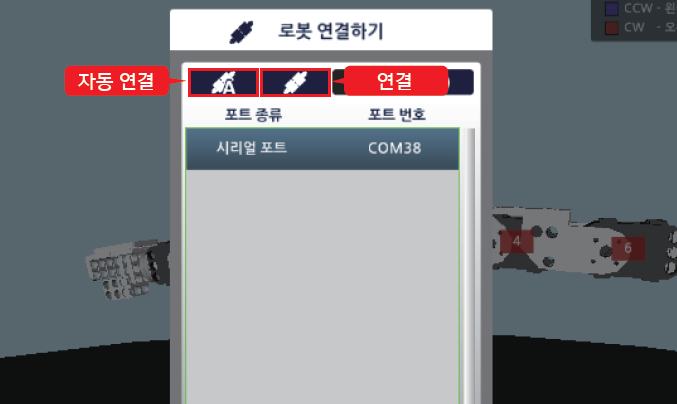 로봇 연결하기
CCW - 왼
CW - 오
자동 연결
A
연결
포트 종류
포트 번호
시리얼 포트
COM38
4
6